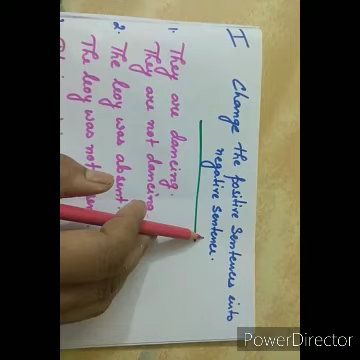 I Change the positive Sentences into
negative Sentence.
1. They are dancing.
They are not dancing
2. The boy was absent.
The boy was not
PowerDirector